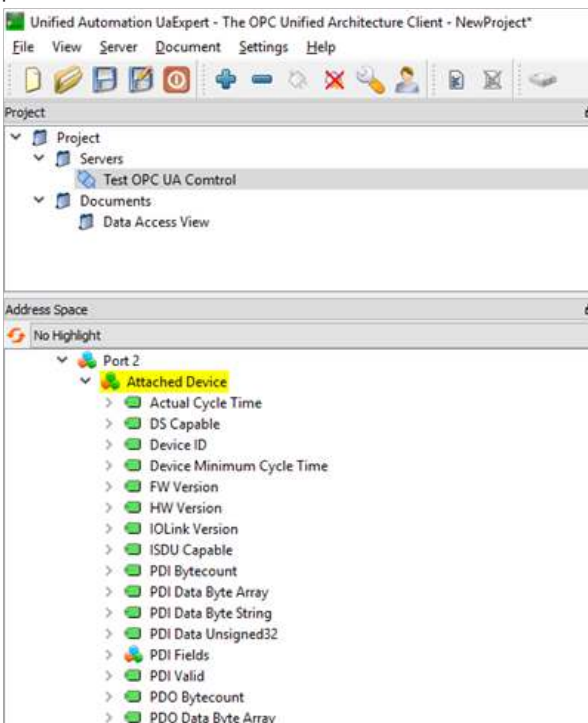 Unified Automation UaExpert - The OPC Unified Architecture Client - NewProject*
File View Server Document Settings Help
Project
Project
Servers
Test OPC UA Comtrol
Documents
Data Access View
Address Space
No Highlight
Port 2
Attached Device
Actual Cycle Time
DS Capable
Device ID
Device Minimum Cycle Time
FW Version
HW Version
IOLink Version
ISDU Capable
PDI Bytecount
PDI Data Byte Array
PDI Data Byte String
PDI Data Unsigned32
PDI Fields
PDI Valid
PDO Bytecount
PDO Data Byte Array